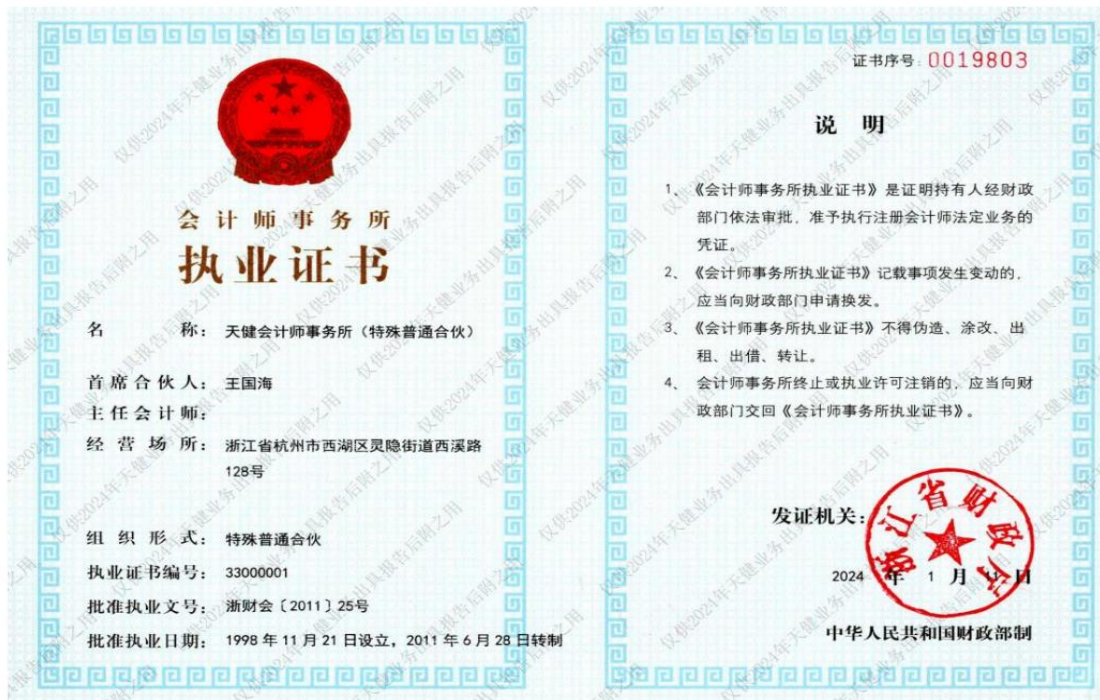 会计师事务所
执业证书
名 称: 天健会计师事务所（特殊普通合伙）
首席合伙人: 王国海
主任会计师:
经营场所: 浙江省杭州市西湖区灵隐街道西溪路
128号
组织形式: 特殊普通合伙
执业证书编号: 33000001
批准执业文号: 浙财会〔2011〕25号
批准执业日期: 1998年11月21日设立，2011年6月28日转制
证书序号: 0019803
说 明
1、《会计师事务所执业证书》是证明持有人经财政
部门依法审批，准予执行注册会计师法定业务的
凭证。
2、《会计师事务所执业证书》记载事项发生变动的，
应当向财政部门申请换发。
3、《会计师事务所执业证书》不得伪造、涂改、出
租、出借、转让。
4、会计师事务所终止或执业许可注销的，应当向财
政部门交回《会计师事务所执业证书》。
发证机关:
浙江省财政厅
2024 年 1 月 日
中华人民共和国财政部制
仅供2024年天健业务出具报告后附之用